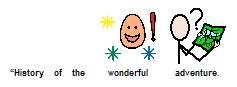 “History of the wonderful adventure.